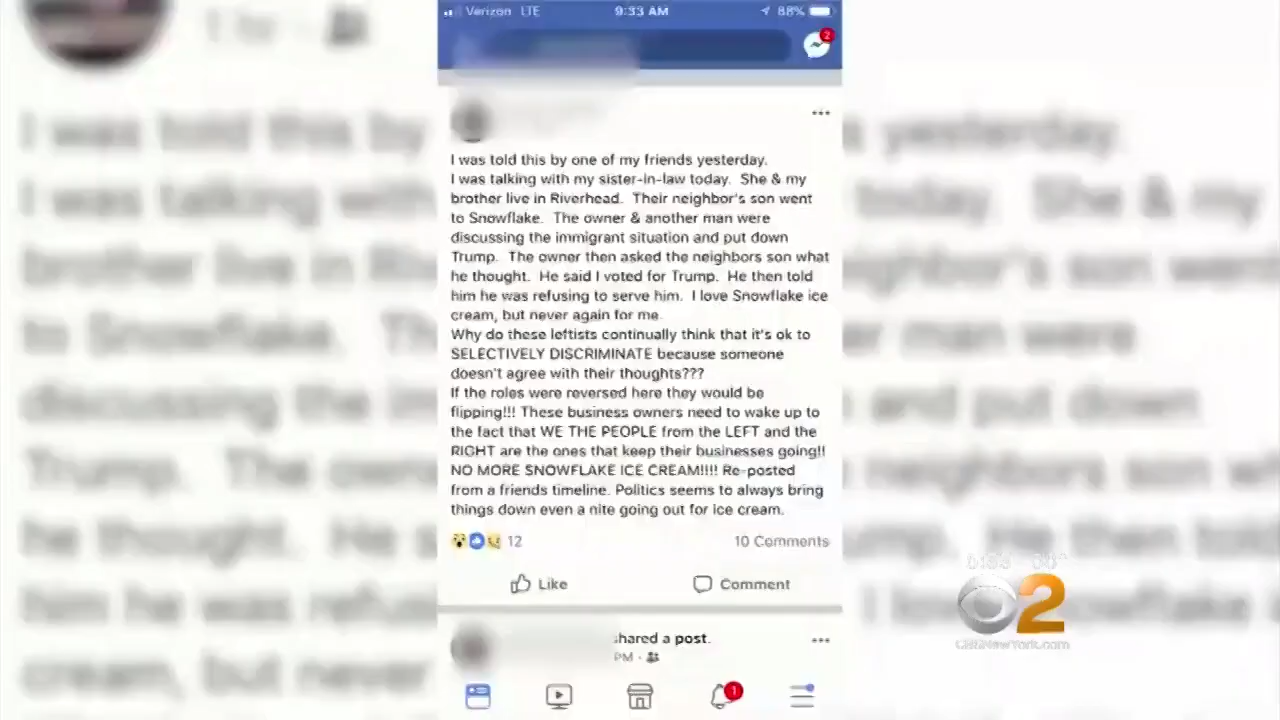 Verizon LTE 9:33 AM 88%
2
I was told this by one of my friends yesterday.
I was talking with my sister-in-law today. She & my
brother live in Riverhead. Their neighbor's son went
to Snowflake. The owner & another man were
discussing the immigrant situation and put down
Trump. The owner then asked the neighbors son what
he thought. He said I voted for Trump. He then told
him he was refusing to serve him. I love Snowflake ice
cream, but never again for me.
Why do these leftists continually think that it's ok to
SELECTIVELY DISCRIMINATE because someone
doesn't agree with their thoughts???
If the roles were reversed here they would be
flipping!!! These business owners need to wake up to
the fact that WE THE PEOPLE from the LEFT and the
RIGHT are the ones that keep their businesses going!!
NO MORE SNOWFLAKE ICE CREAM!!!! Re-posted
from a friends timeline. Politics seems to always bring
things down even a nite going out for ice cream.
12 10 Comments
Like Comment
hared a post.
PM
1
2
CBSNewYork.com